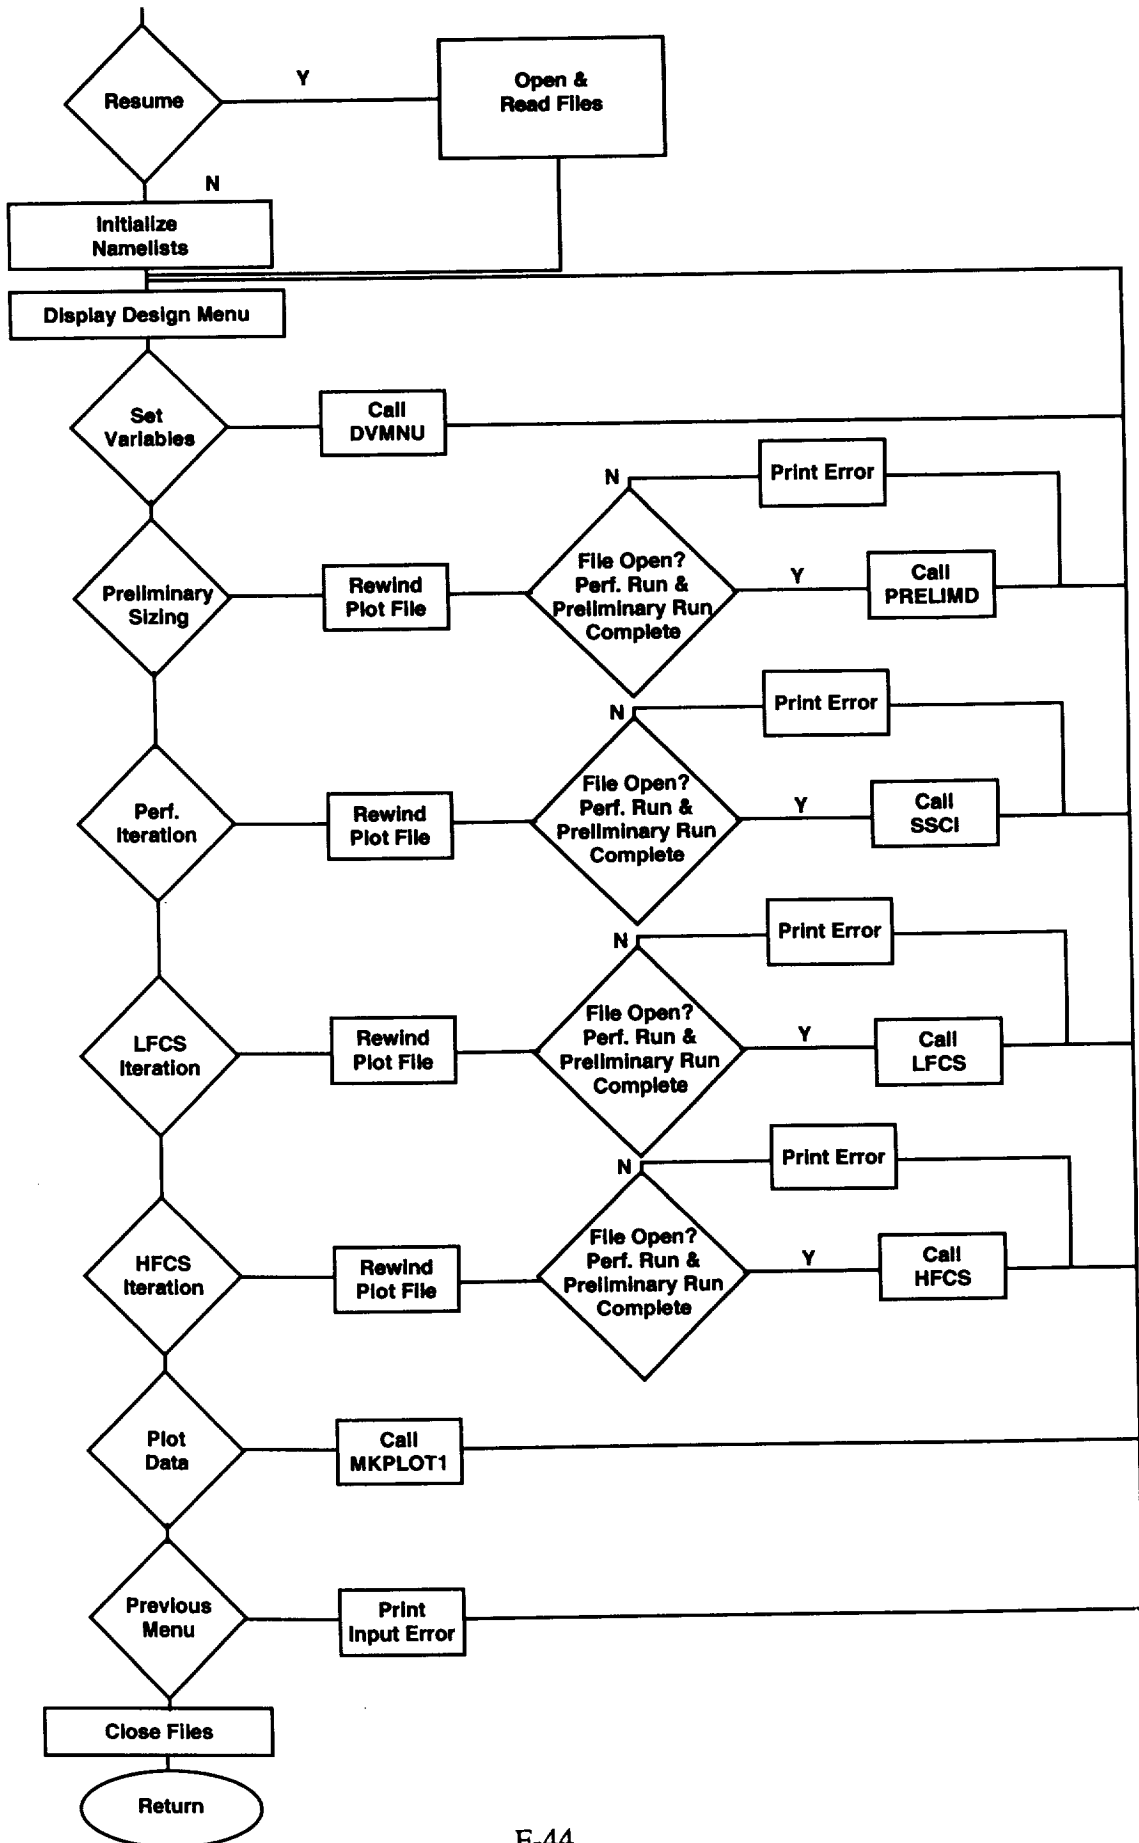 Resume
Y
Open &
Read Files
N
Initialize
Namelists
Display Design Menu
Set
Variables
Call
DVMNU
N
Print Error
Preliminary
Sizing
Rewind
Plot File
File Open?
Perf. Run &
Preliminary Run
Complete
Y
Call
PRELIMD
N
Print Error
Perf.
Iteration
Rewind
Plot File
File Open?
Perf. Run &
Preliminary Run
Complete
Y
Call
SSCI
N
Print Error
LFCS
Iteration
Rewind
Plot File
File Open?
Perf. Run &
Preliminary Run
Complete
Y
Call
LFCS
N
Print Error
HFCS
Iteration
Rewind
Plot File
File Open?
Perf. Run &
Preliminary Run
Complete
Y
Call
HFCS
Plot
Data
Call
MKPLOT1
Previous
Menu
Print
Input Error
Close Files
Return
F-44